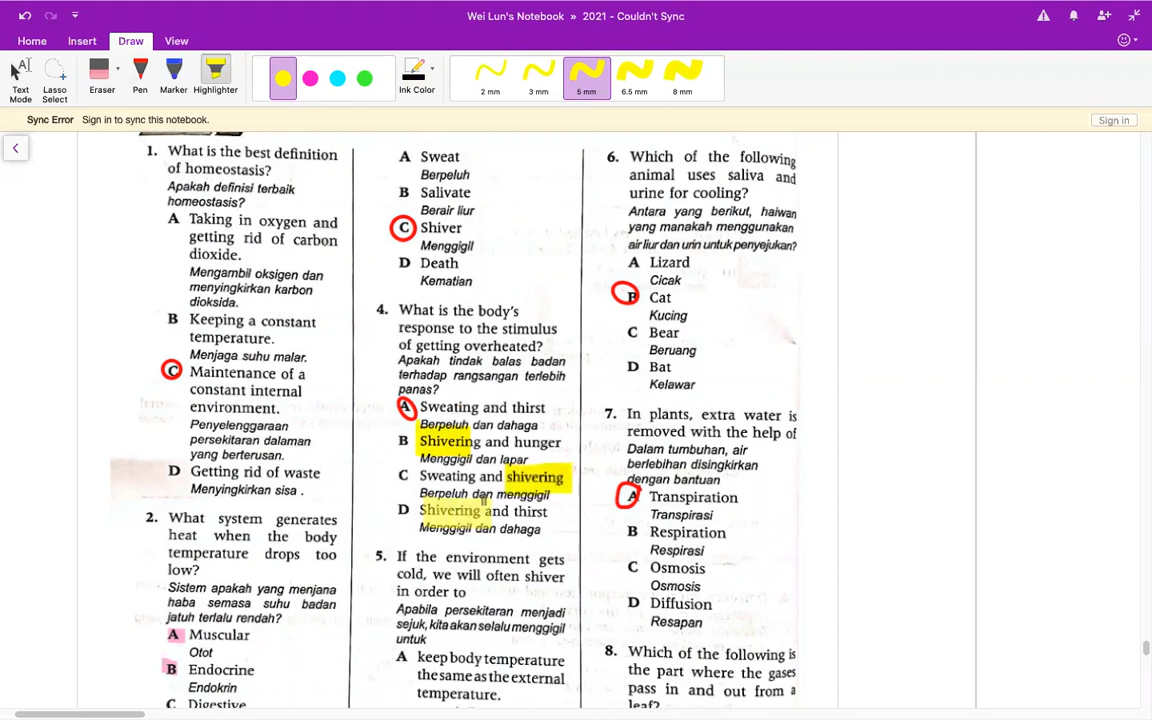 Wei Lun's Notebook » 2021 - Couldn't Sync
Home Insert Draw View
Text Mode
Lasso Select
Eraser
Pen
Marker
Highlighter
Ink Color
2 mm
3 mm
5 mm
6.5 mm
8 mm
Sync Error Sign in to sync this notebook.
Sign in
1. What is the best definition
of homeostasis?
Apakah definisi terbaik
homeostasis?
A Taking in oxygen and
getting rid of carbon
dioxide.
Mengambil oksigen dan
menyingkirkan karbon
dioksida.
B Keeping a constant
temperature.
Menjaga suhu malar.
C Maintenance of a
constant internal
environment.
Penyelenggaraan
persekitaran dalaman
yang berterusan.
D Getting rid of waste
Menyingkirkan sisa .
2. What system generates
heat when the body
temperature drops too
low?
Sistem apakah yang menjana
haba semasa suhu badan
jatuh terlalu rendah?
A Muscular
Otot
B Endocrine
Endokrin
C Digestive
A Sweat
Berpeluh
B Salivate
Berair liur
C Shiver
Menggigil
D Death
Kematian
4. What is the body's
response to the stimulus
of getting overheated?
Apakah tindak balas badan
terhadap rangsangan terlebih
panas?
A Sweating and thirst
Berpeluh dan dahaga
B Shivering and hunger
Menggigil dan lapar
C Sweating and shivering
Berpeluh dan menggigil
D Shivering and thirst
Menggigil dan dahaga
5. If the environment gets
cold, we will often shiver
in order to
Apabila persekitaran menjadi
sejuk, kita akan selalu menggigil
untuk
A keep body temperature
the same as the external
temperature.
6. Which of the following
animal uses saliva and
urine for cooling?
Antara yang berikut, haiwan
yang manakah menggunakan
air liur dan urin untuk penyejukan?
A Lizard
Cicak
B Cat
Kucing
C Bear
Beruang
D Bat
Kelawar
7. In plants, extra water is
removed with the help of
Dalam tumbuhan, air
berlebihan disingkirkan
dengan bantuan
A Transpiration
Transpirasi
B Respiration
Respirasi
C Osmosis
Osmosis
D Diffusion
Resapan
8. Which of the following is
the part where the gases
pass in and out from a
leaf?